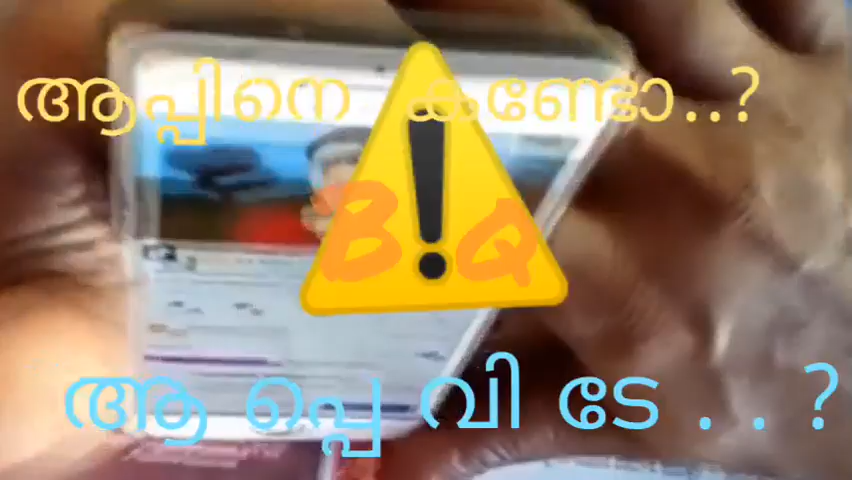 ആപ്പിനെ കണ്ടോ..?
B Q
ആ പ്പെ വി ടേ . . ?